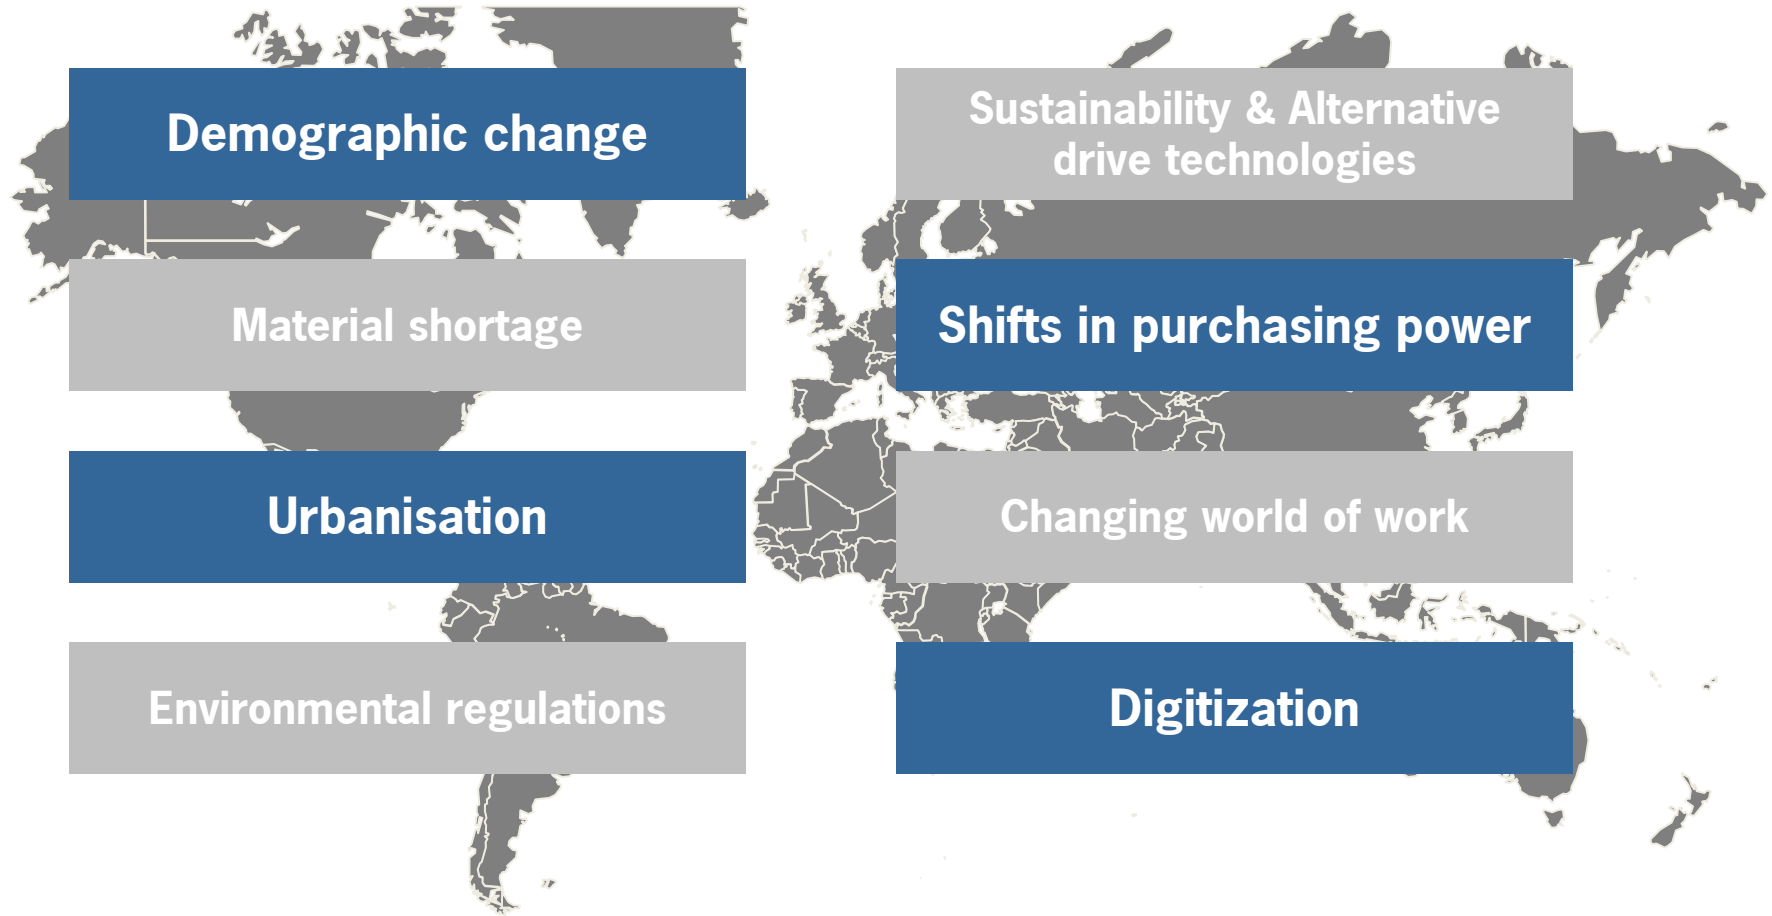 Demographic change
Sustainability & Alternative
drive technologies
Material shortage
Shifts in purchasing power
Urbanisation
Changing world of work
Environmental regulations
Digitization